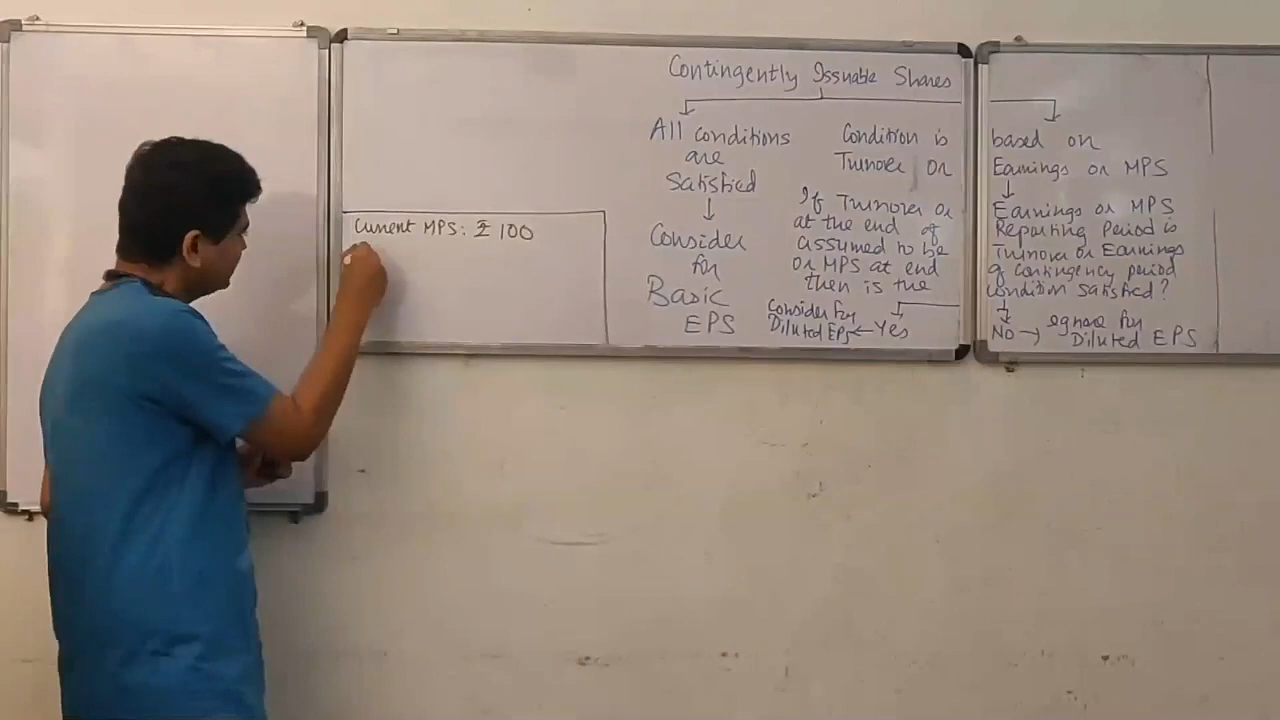 Contingently Issuable Shares
All conditions
are
Satisfied
Consider
for
Basic
EPS
Condition is based on
Turnover or Earnings or MPS
If Turnover or Earnings or MPS
at the end of Reporting Period is
assumed to be Turnover or Earnings
or MPS at end of contingency period
then is the condition satisfied?
Yes
Consider for
Diluted EPS
No → Ignore for
Diluted EPS
Current MPS: ₹ 100